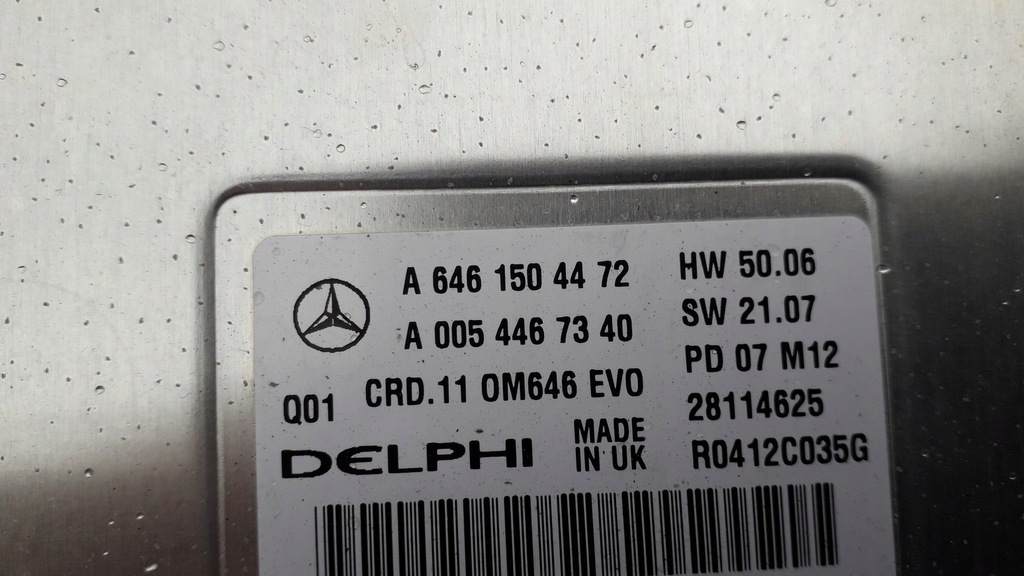 A 646 150 44 72 HW 50.06
A 005 446 73 40 SW 21.07
Q01 CRD.11 OM646 EVO PD 07 M12
28114625
DELPHI MADE IN UK R0412C035G